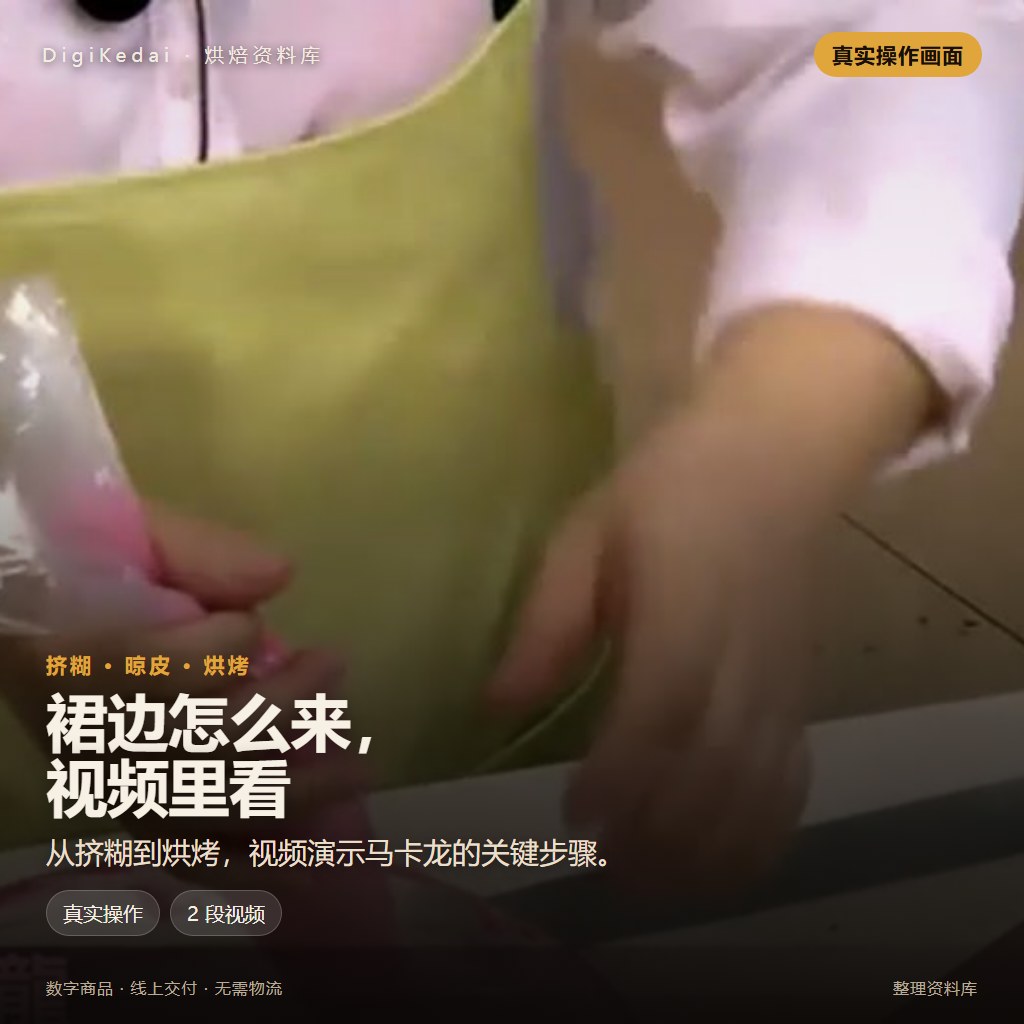 DigiKedai · 烘焙资料库
真实操作画面
挤糊 · 晾皮 · 烘烤
裙边怎么来，
视频里看
从挤糊到烘烤，视频演示马卡龙的关键步骤。
真实操作
2 段视频
数字商品 · 线上交付 · 无需物流
整理资料库